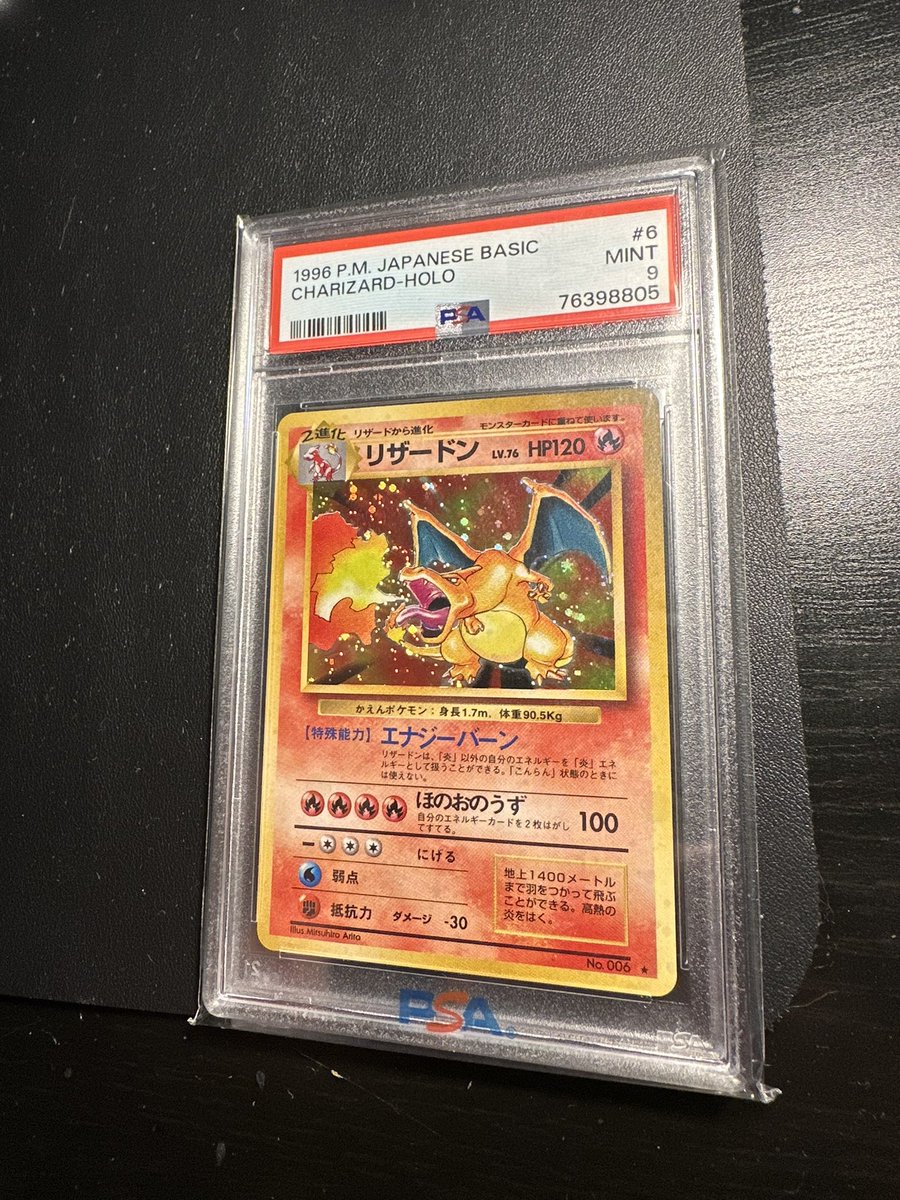 1996 P.M. JAPANESE BASIC #6
CHARIZARD-HOLO MINT
9
76398805
PSA
2進化 リザードから進化 モンスターカードに重ねて使います。
リザードン LV.76 HP120
かえんポケモン:身長1.7m. 体重90.5Kg
【特殊能力】エナジーバーン
リザードンは、「炎」以外の自分のエネルギーを「炎」エネ
ルギーとして扱うことができる。「こんらん」状態のときに
は使えない。
ほのおのうず 100
自分のエネルギーカードを2枚はがし
てすてる。
にげる
弱点
抵抗力 ダメージ -30
地上1400メートル
まで羽をつかって飛ぶ
ことができる。高熱の
炎をはく。
Illus Mitsuhiro Arita
No. 006 ★
PSA
PSA